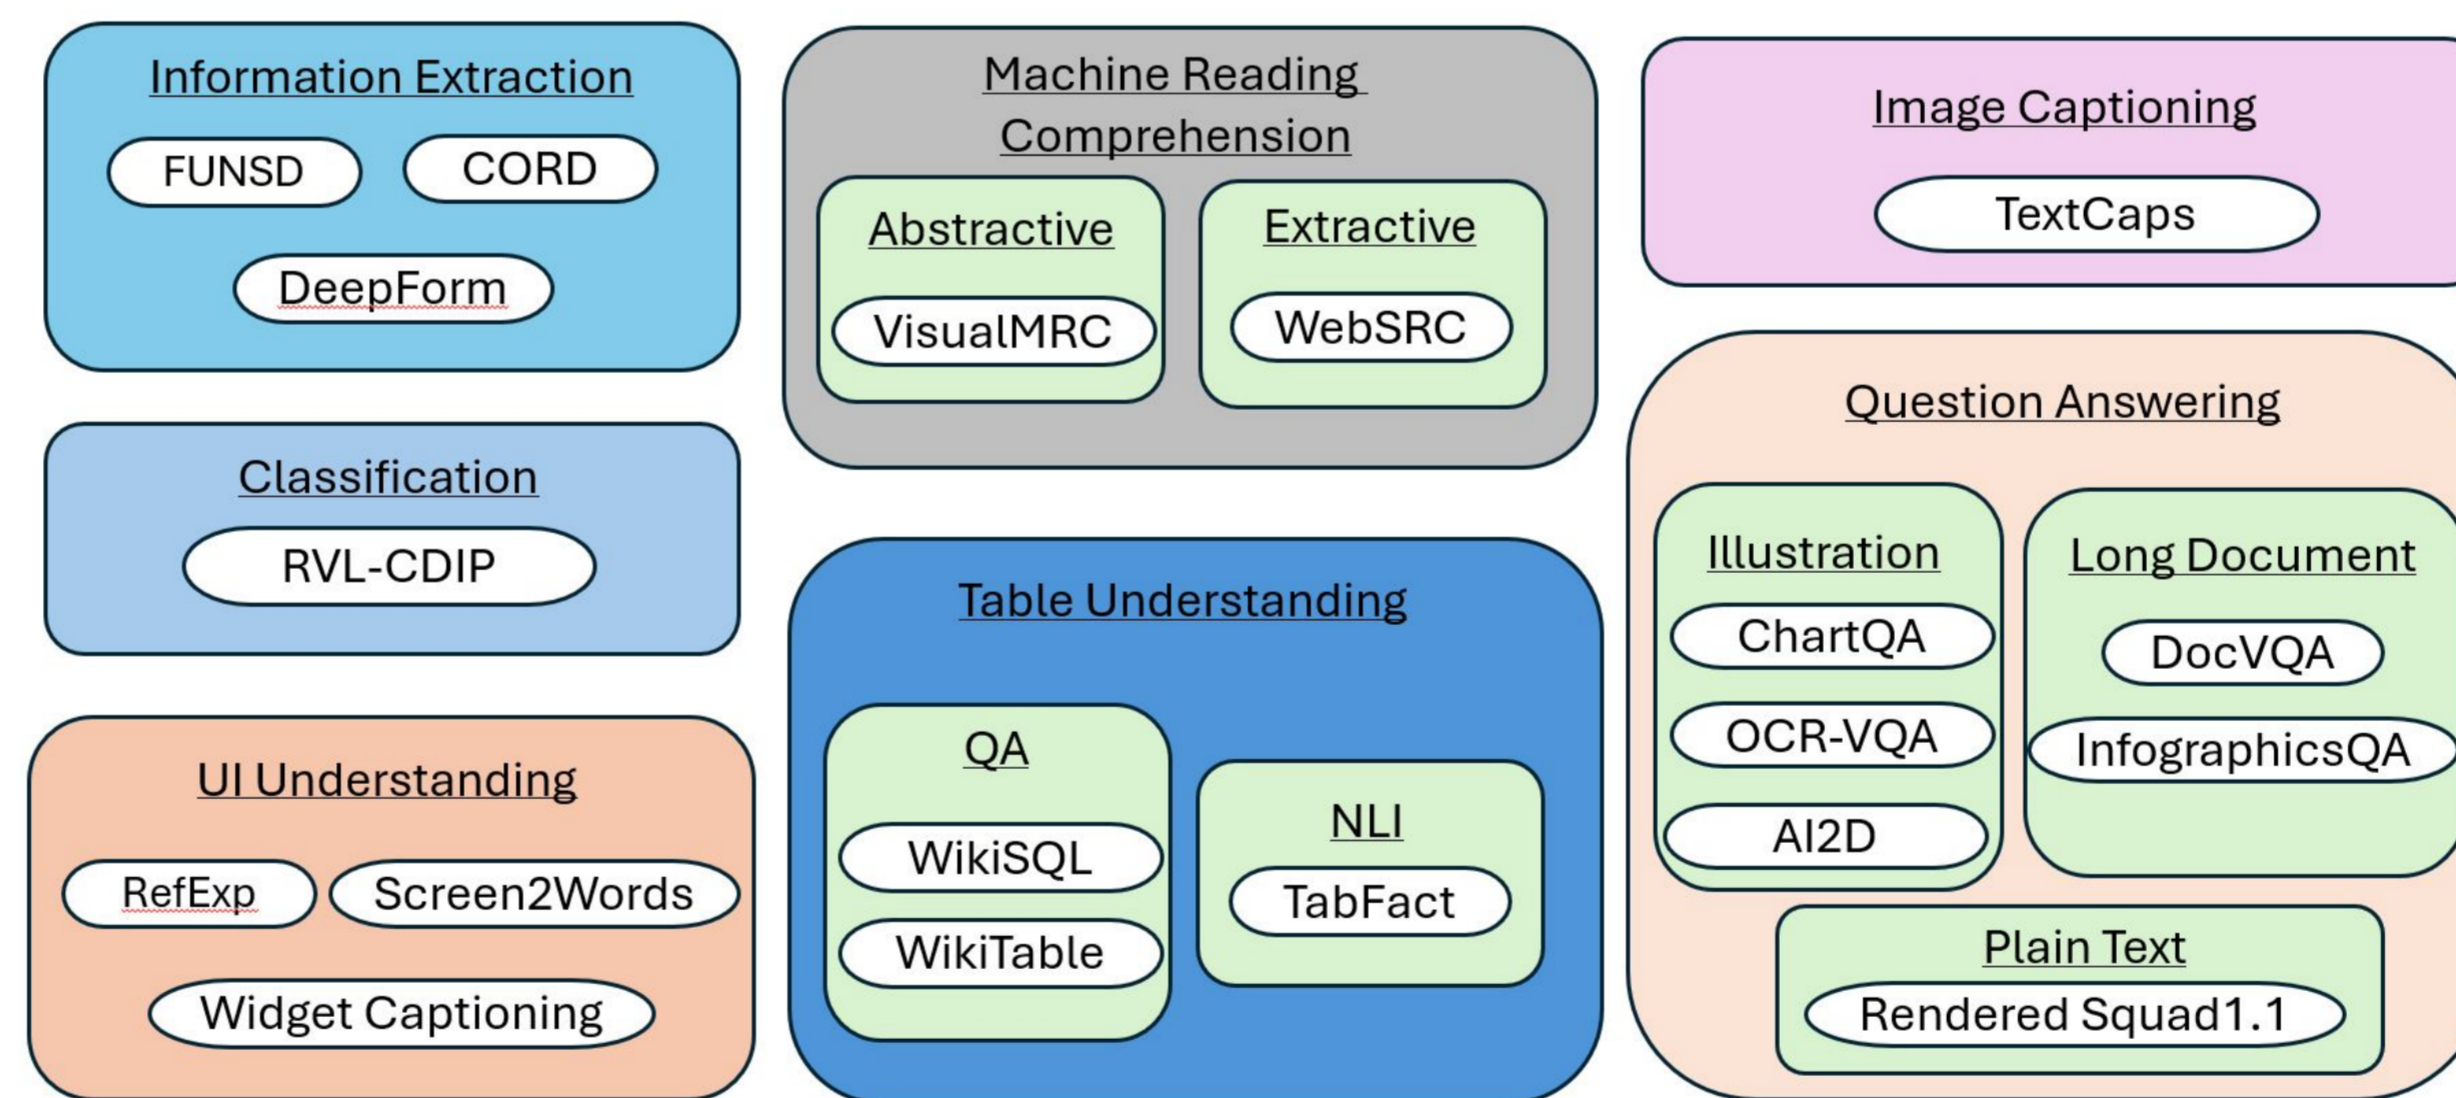 Information Extraction
FUNSD
CORD
DeepForm
Classification
RVL-CDIP
UI Understanding
RefExp
Screen2Words
Widget Captioning
Machine Reading
Comprehension
Abstractive
VisualMRC
Extractive
WebSRC
Table Understanding
QA
WikiSQL
WikiTable
NLI
TabFact
Image Captioning
TextCaps
Question Answering
Illustration
ChartQA
OCR-VQA
AI2D
Long Document
DocVQA
InfographicsQA
Plain Text
Rendered Squad1.1